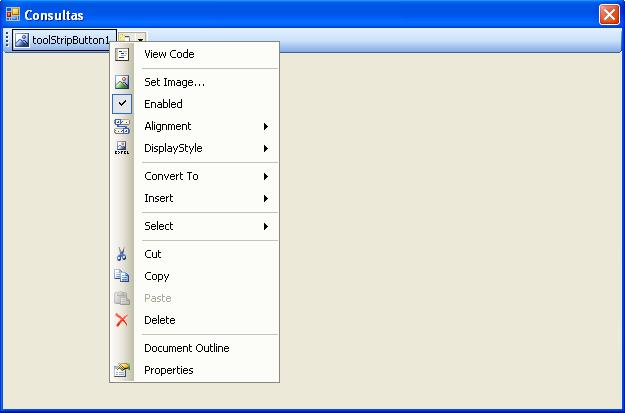 Consultas
toolStripButton1
View Code
Set Image...
Enabled
Alignment
DisplayStyle
Convert To
Insert
Select
Cut
Copy
Paste
Delete
Document Outline
Properties